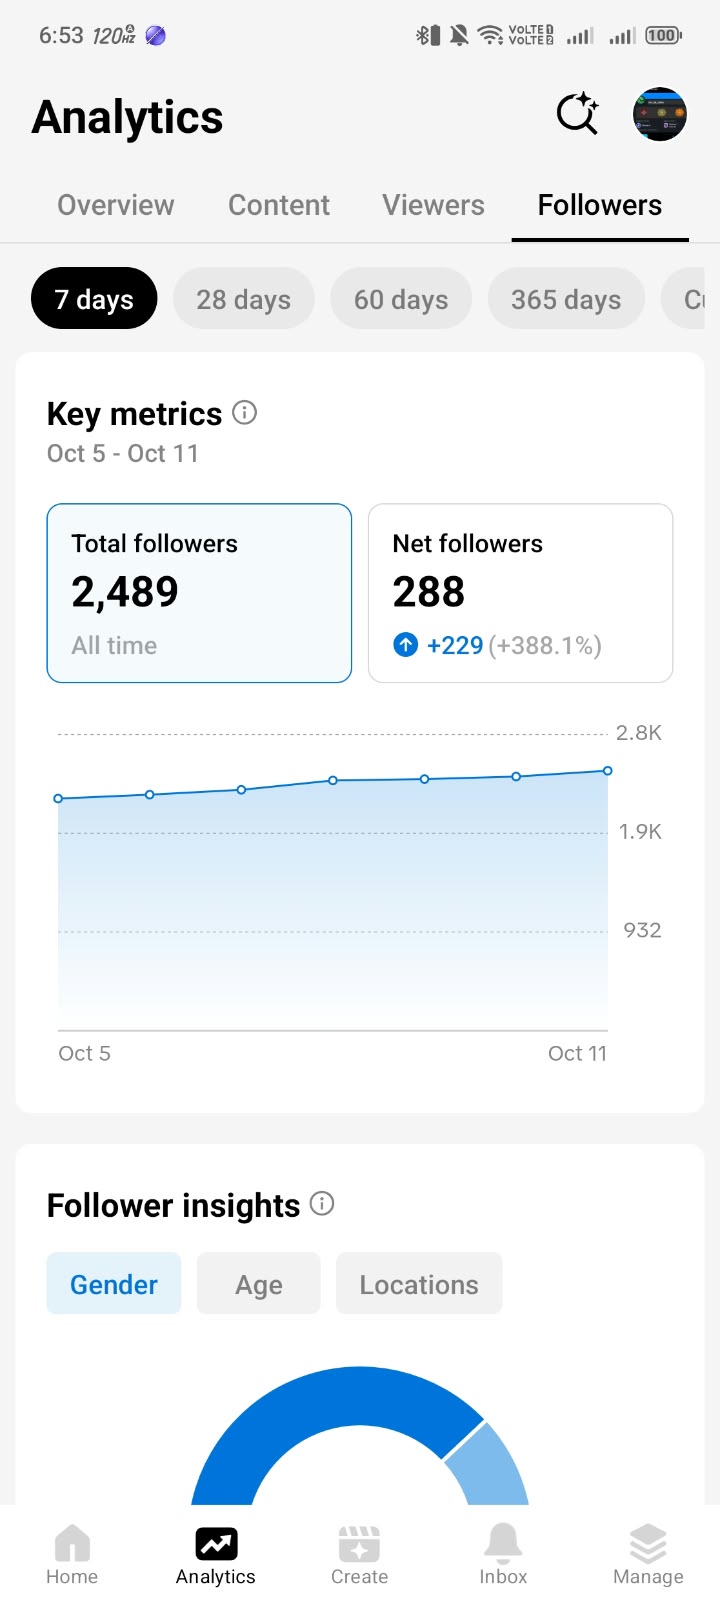 6:53 120HZ VOLTE 1 VOLTE 2 100
Analytics
Overview Content Viewers Followers
7 days 28 days 60 days 365 days
Key metrics
Oct 5 - Oct 11
Total followers Net followers
2,489 288
All time +229 (+388.1%)
2.8K
1.9K
932
Oct 5 Oct 11
Follower insights
Gender Age Locations
Home Analytics Create Inbox Manage